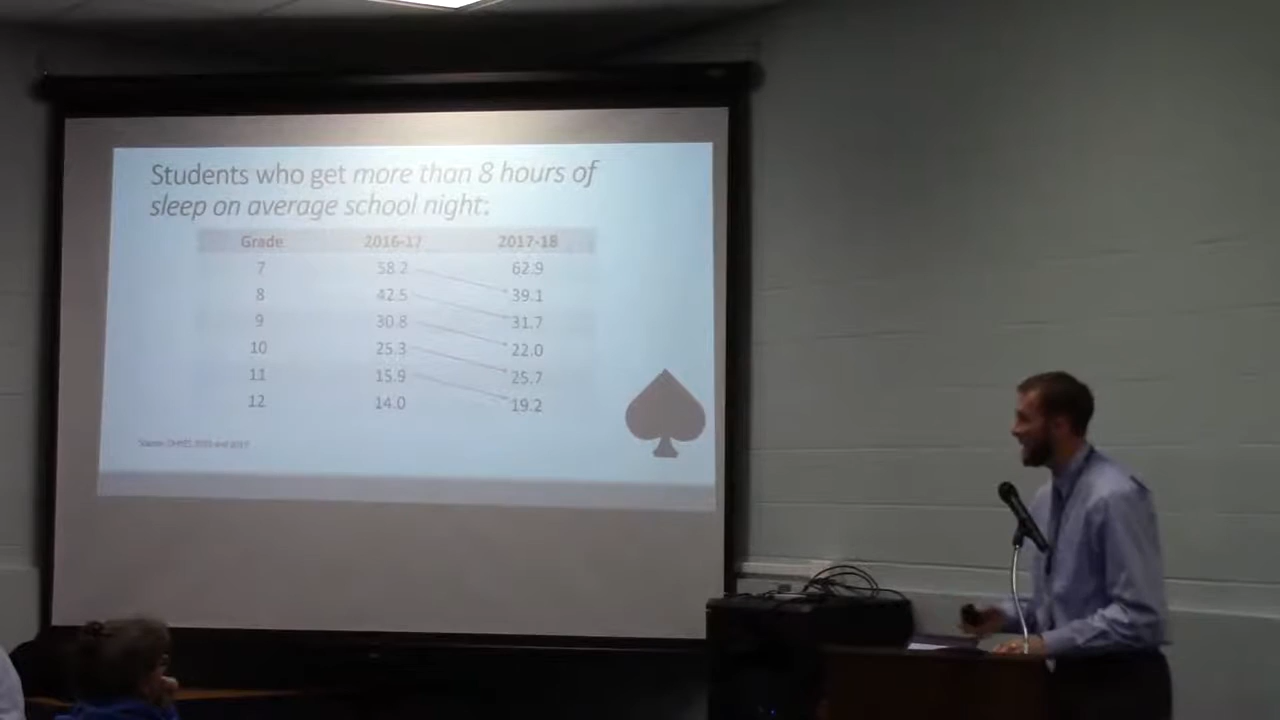 Students who get more than 8 hours of
sleep on average school night:
Grade 2016-17 2017-18
7 58.2 62.9
8 42.5 39.1
9 30.8 31.7
10 25.3 22.0
11 15.9 25.7
12 14.0 19.2